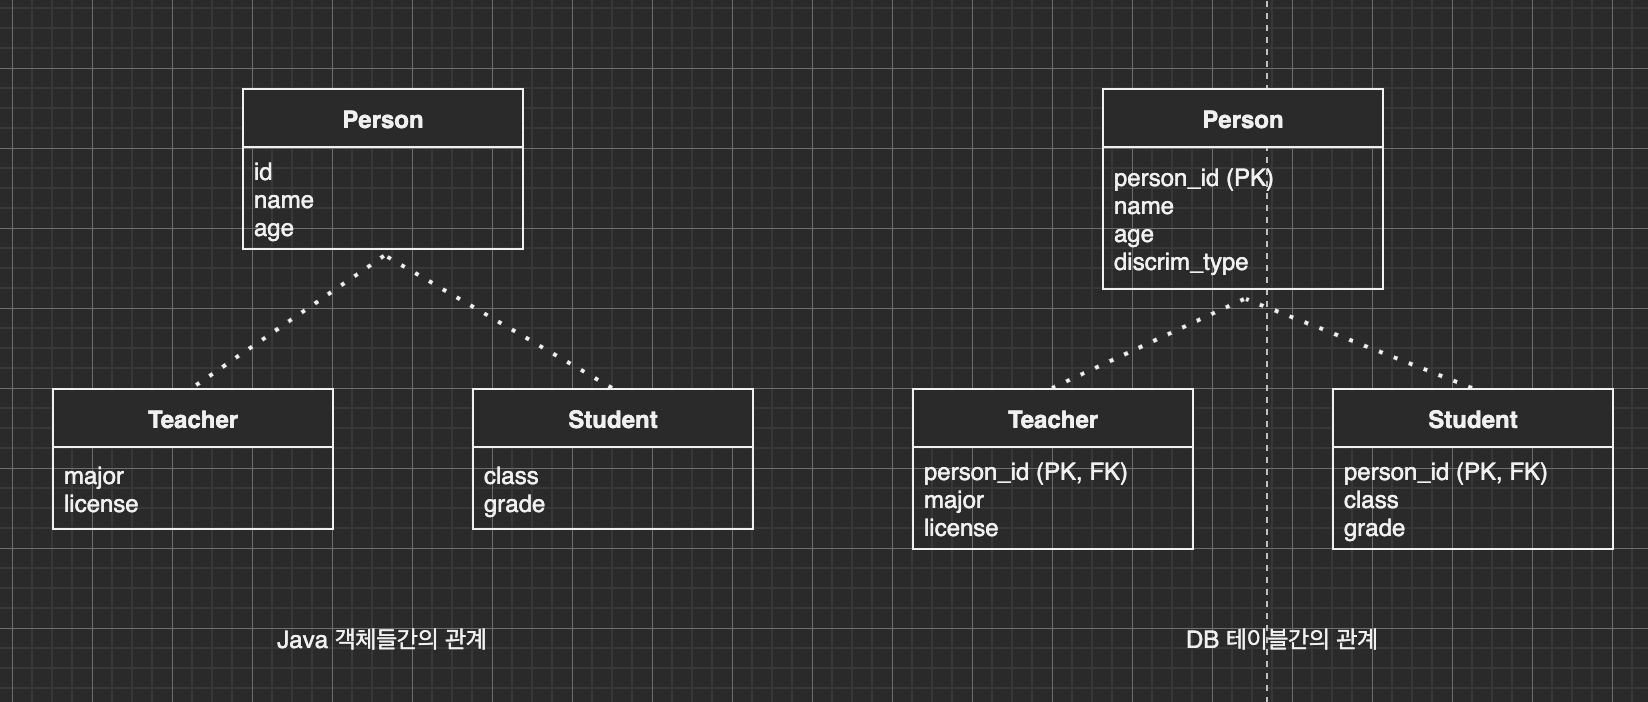 Person
id
name
age
Teacher
major
license
Student
class
grade
Java 객체들간의 관계
Person
person_id (PK)
name
age
discrim_type
Teacher
person_id (PK, FK)
major
license
Student
person_id (PK, FK)
class
grade
DB 테이블간의 관계